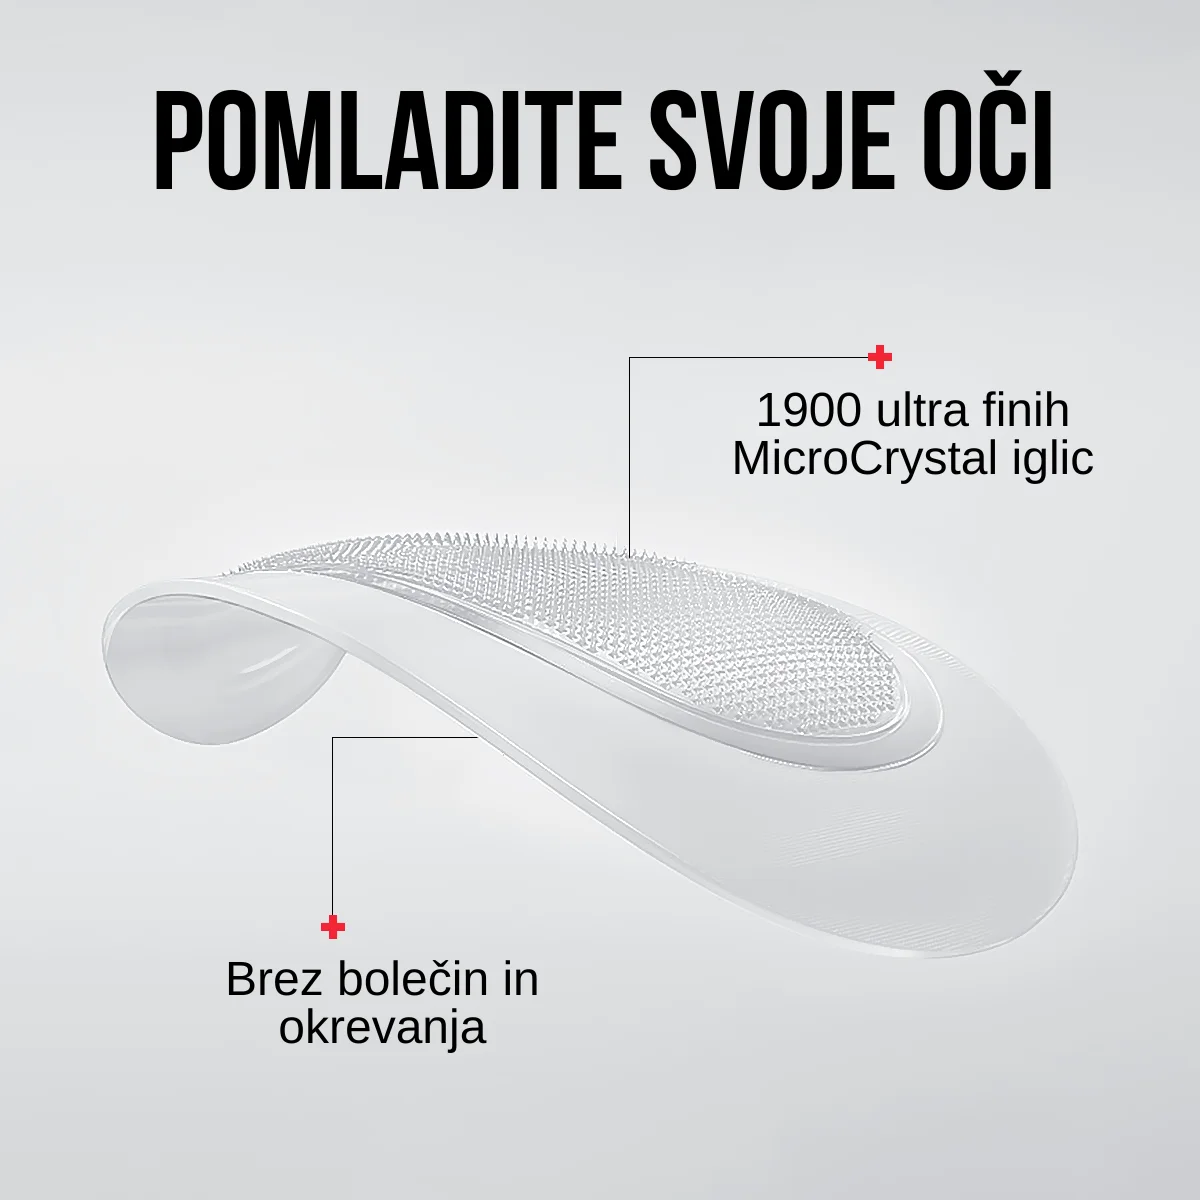 POMLADITE SVOJE OČI
1900 ultra finih
MicroCrystal iglic
Brez bolečin in
okrevanja